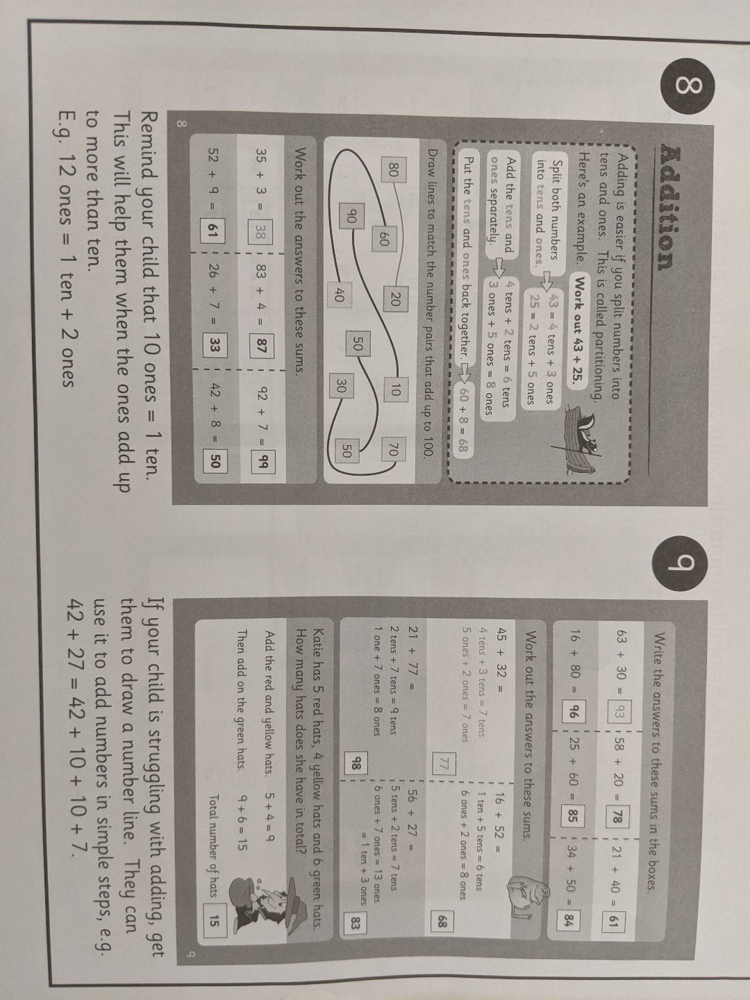 8
Addition
Adding is easier if you split numbers into
tens and ones. This is called partitioning.
Here's an example.
Work out 43 + 25.
Split both numbers
into tens and ones.
43 = 4 tens + 3 ones
25 = 2 tens + 5 ones
Add the tens and
ones separately.
4 tens + 2 tens = 6 tens
3 ones + 5 ones = 8 ones
Put the tens and ones back together.
60 + 8 = 68
Draw lines to match the number pairs that add up to 100.
80 20 10 70
90 60 40 50 30 50
Work out the answers to these sums.
35 + 3 = 38 83 + 4 = 87 92 + 7 = 99
52 + 9 = 61 26 + 7 = 33 42 + 8 = 50
8
Remind your child that 10 ones = 1 ten.
This will help them when the ones add up
to more than ten.
E.g. 12 ones = 1 ten + 2 ones
9
Write the answers to these sums in the boxes.
63 + 30 = 93 58 + 20 = 78 21 + 40 = 61
16 + 80 = 96 25 + 60 = 85 34 + 50 = 84
Work out the answers to these sums.
45 + 32 =
4 tens + 3 tens = 7 tens
5 ones + 2 ones = 7 ones
77
16 + 52 =
1 ten + 5 tens = 6 tens
6 ones + 2 ones = 8 ones
68
21 + 77 =
2 tens + 7 tens = 9 tens
1 one + 7 ones = 8 ones
98
56 + 27 =
5 tens + 2 tens = 7 tens
6 ones + 7 ones = 13 ones
= 1 ten + 3 ones
83
Katie has 5 red hats, 4 yellow hats and 6 green hats.
How many hats does she have in total?
Add the red and yellow hats. 5 + 4 = 9
Then add on the green hats. 9 + 6 = 15
Total number of hats 15
9
If your child is struggling with adding, get
them to draw a number line. They can
use it to add numbers in simple steps, e.g.
42 + 27 = 42 + 10 + 10 + 7.